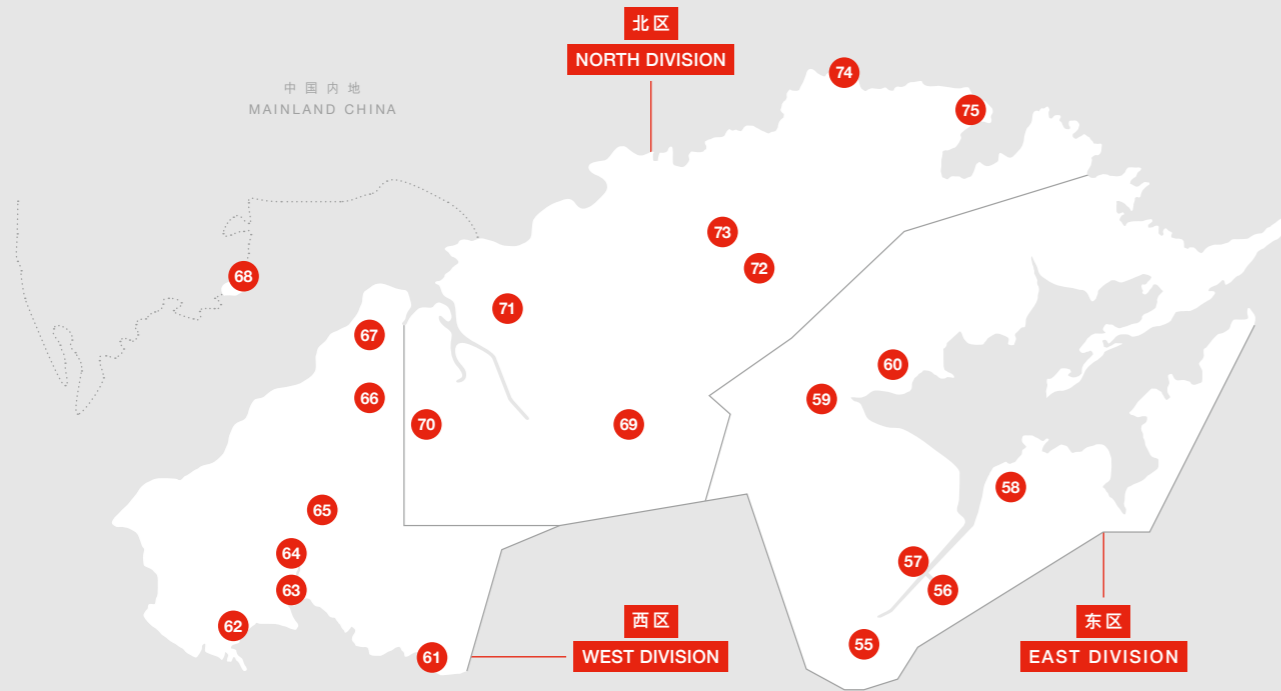 北区
NORTH DIVISION
中国内地
MAINLAND CHINA
74
75
73
72
68
71
67
60
66
59
70
69
58
65
64
57
63
56
62
西区
WEST DIVISION
61
55
东区
EAST DIVISION